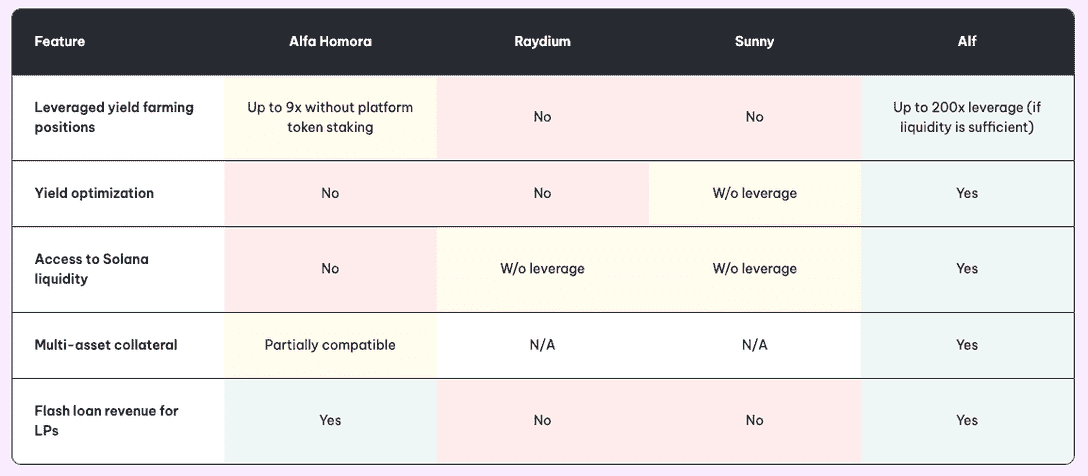 Feature Alfa Homora Raydium Sunny Alf
Leveraged yield farming
positions
Up to 9x without platform
token staking
No
No
Up to 200x leverage (if
liquidity is sufficient)
Yield optimization No No W/o leverage Yes
Access to Solana
liquidity
No
W/o leverage
W/o leverage
Yes
Multi-asset collateral Partially compatible N/A N/A Yes
Flash loan revenue for
LPs
Yes
No
No
Yes